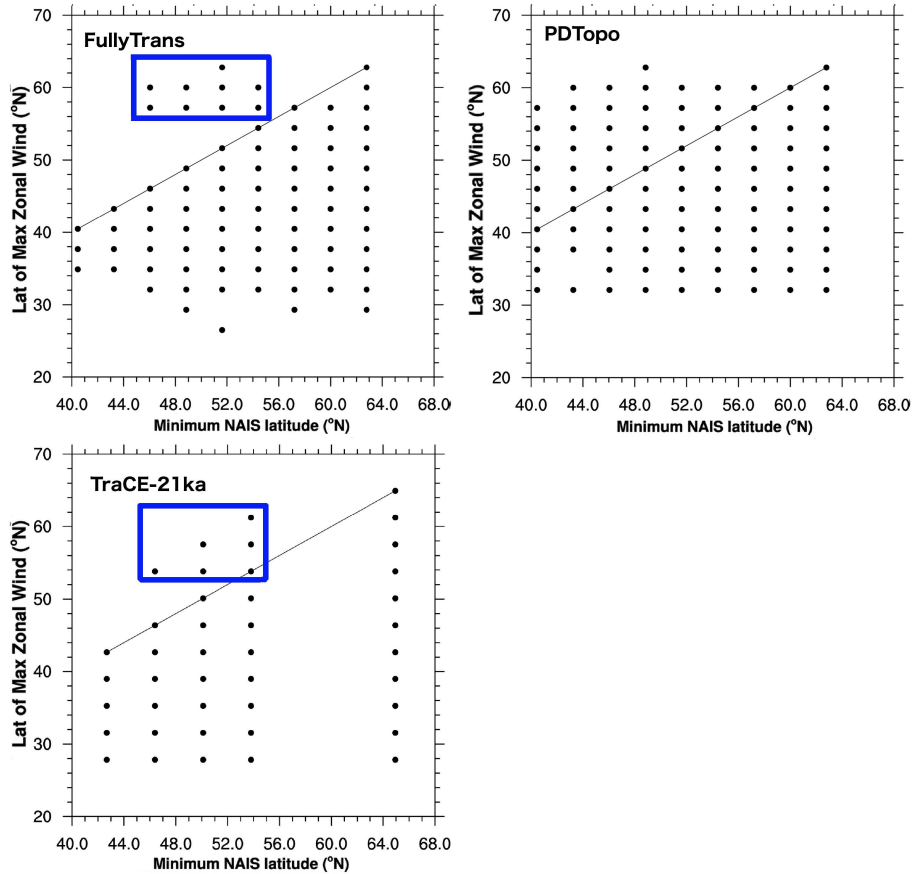 FullyTrans
Lat of Max Zonal Wind (°N)
70
60
50
40
30
20
40.0 44.0 48.0 52.0 56.0 60.0 64.0 68.0
Minimum NAIS latitude (°N)
PDTopo
Lat of Max Zonal Wind (°N)
70
60
50
40
30
20
40.0 44.0 48.0 52.0 56.0 60.0 64.0 68.0
Minimum NAIS latitude (°N)
TraCE-21ka
Lat of Max Zonal Wind (°N)
70
60
50
40
30
20
40.0 44.0 48.0 52.0 56.0 60.0 64.0 68.0
Minimum NAIS latitude (°N)